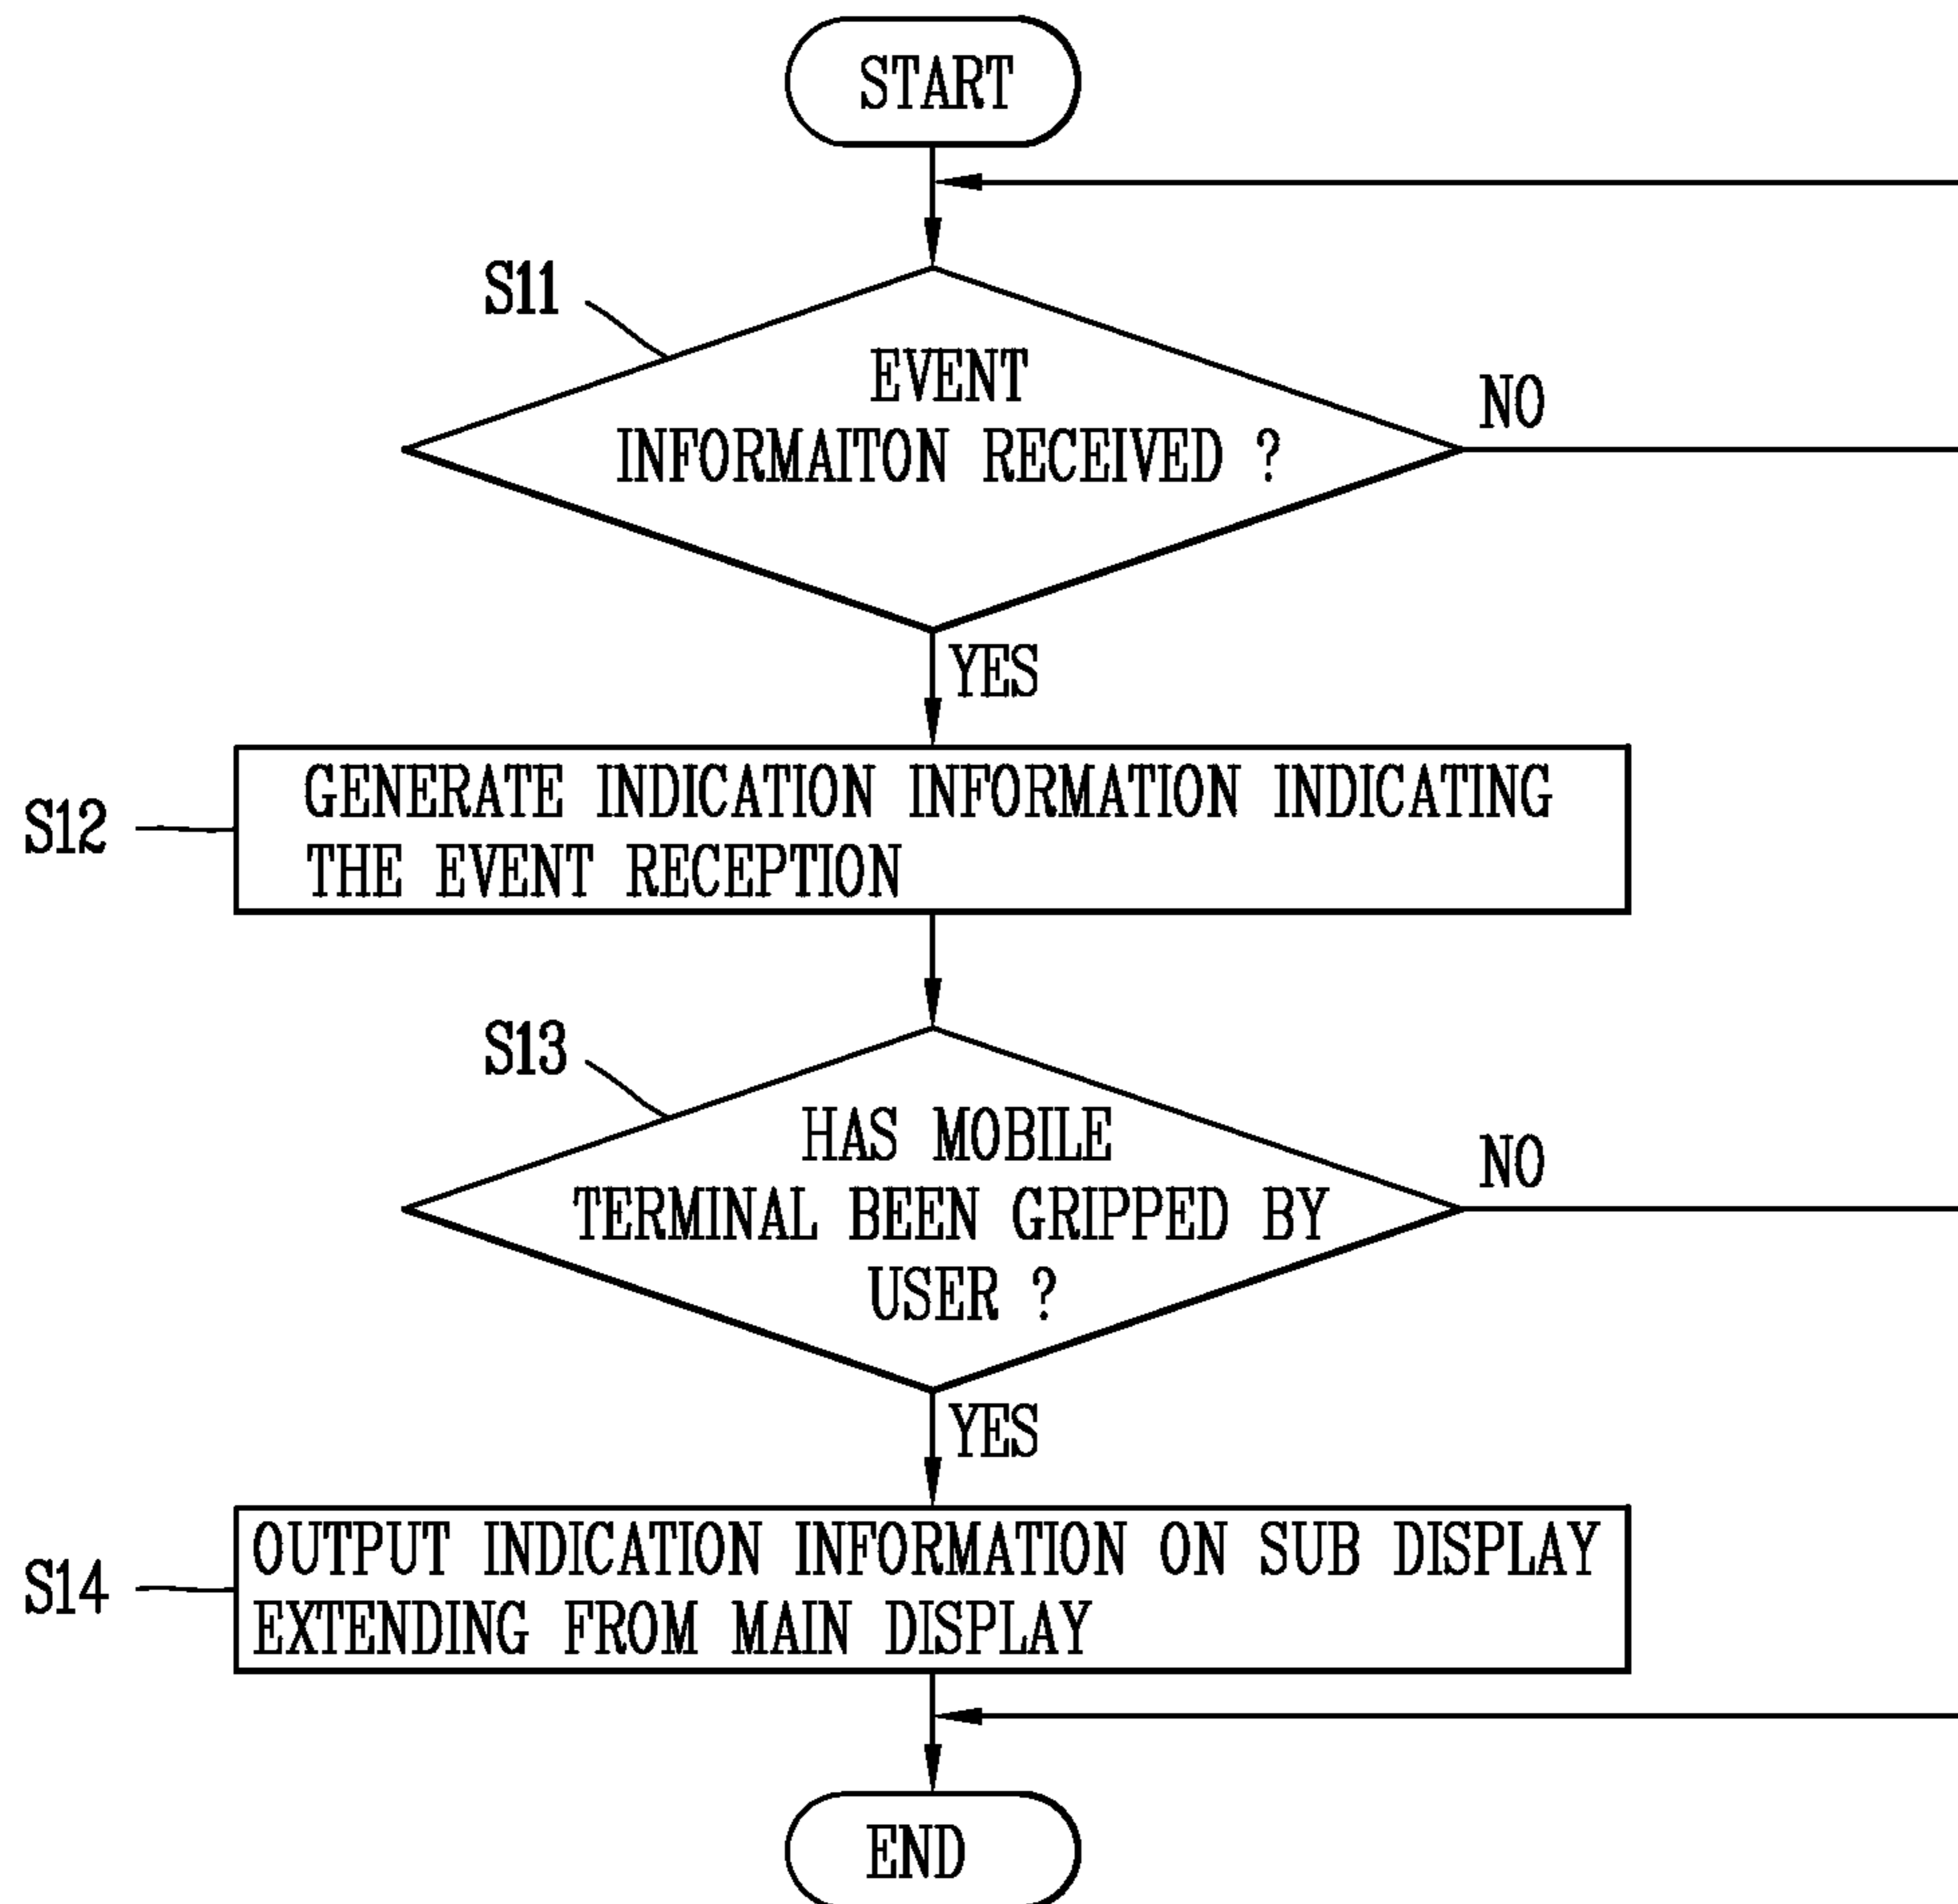 START
S11
EVENT
INFORMAITON RECEIVED ?
NO
YES
S12
GENERATE INDICATION INFORMATION INDICATING
THE EVENT RECEPTION
S13
HAS MOBILE
TERMINAL BEEN GRIPPED BY
USER ?
NO
YES
S14
OUTPUT INDICATION INFORMATION ON SUB DISPLAY
EXTENDING FROM MAIN DISPLAY
END